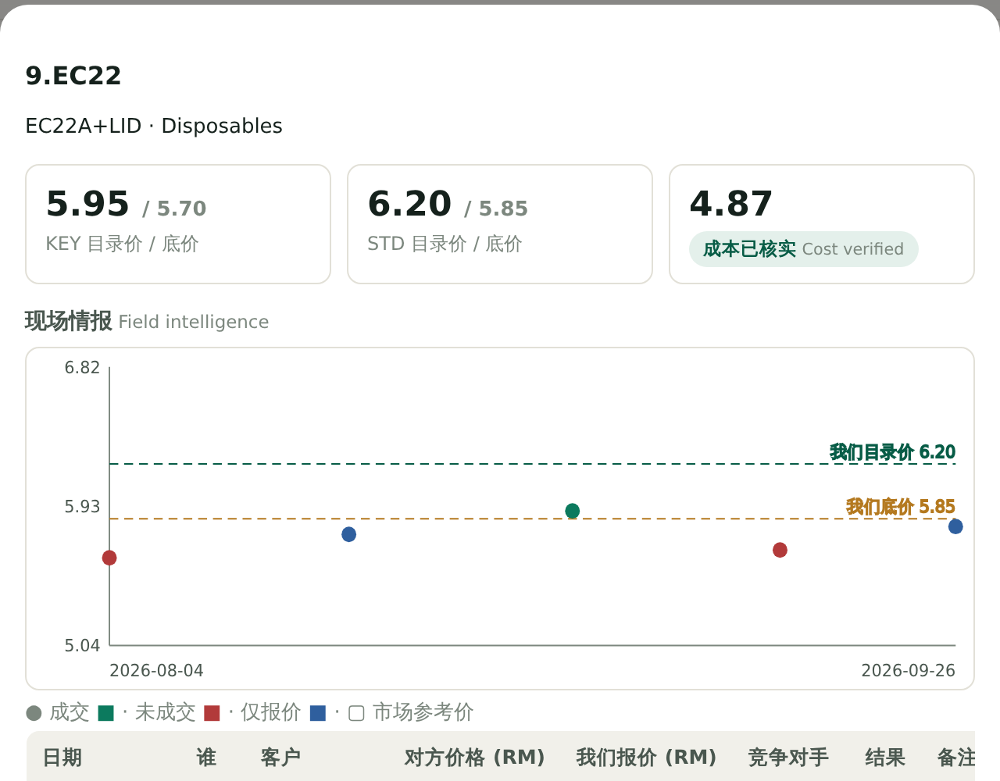 9.EC22
EC22A+LID · Disposables
5.95 / 5.70
KEY 目录价 / 底价
6.20 / 5.85
STD 目录价 / 底价
4.87
成本已核实 Cost verified
现场情报 Field intelligence
6.82
我们目录价 6.20
5.93
我们底价 5.85
5.04
2026-08-04
2026-09-26
成交 · 未成交 · 仅报价 · 市场参考价
日期 谁 客户 对方价格 (RM) 我们报价 (RM) 竞争对手 结果 备注